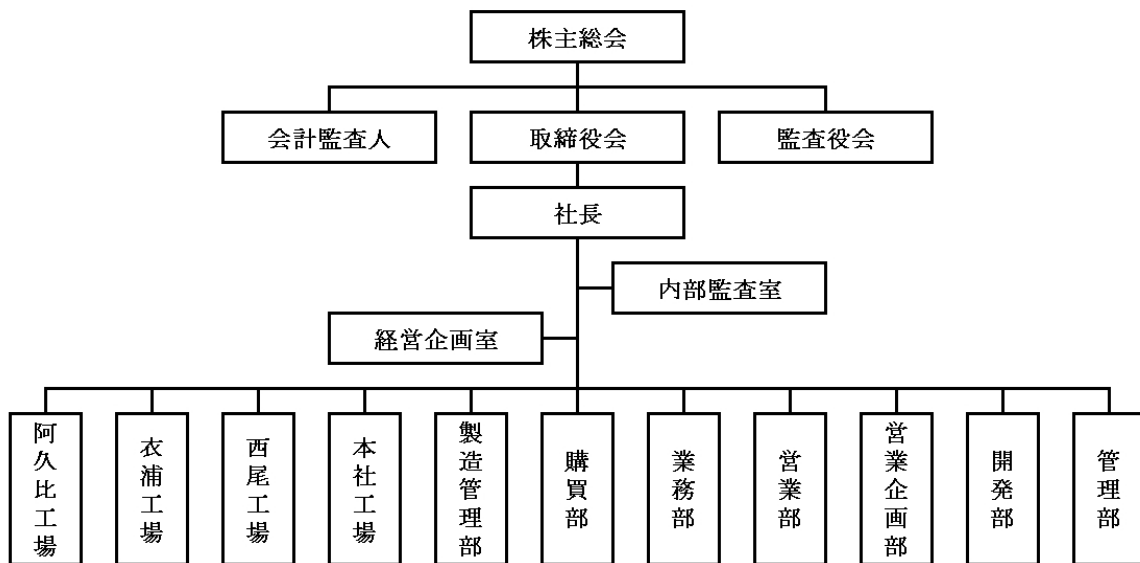 株主総会
会計監査人
取締役会
監査役会
社長
内部監査室
経営企画室
阿久比工場
衣浦工場
西尾工場
本社工場
製造管理部
購買部
業務部
営業部
営業企画部
開発部
管理部